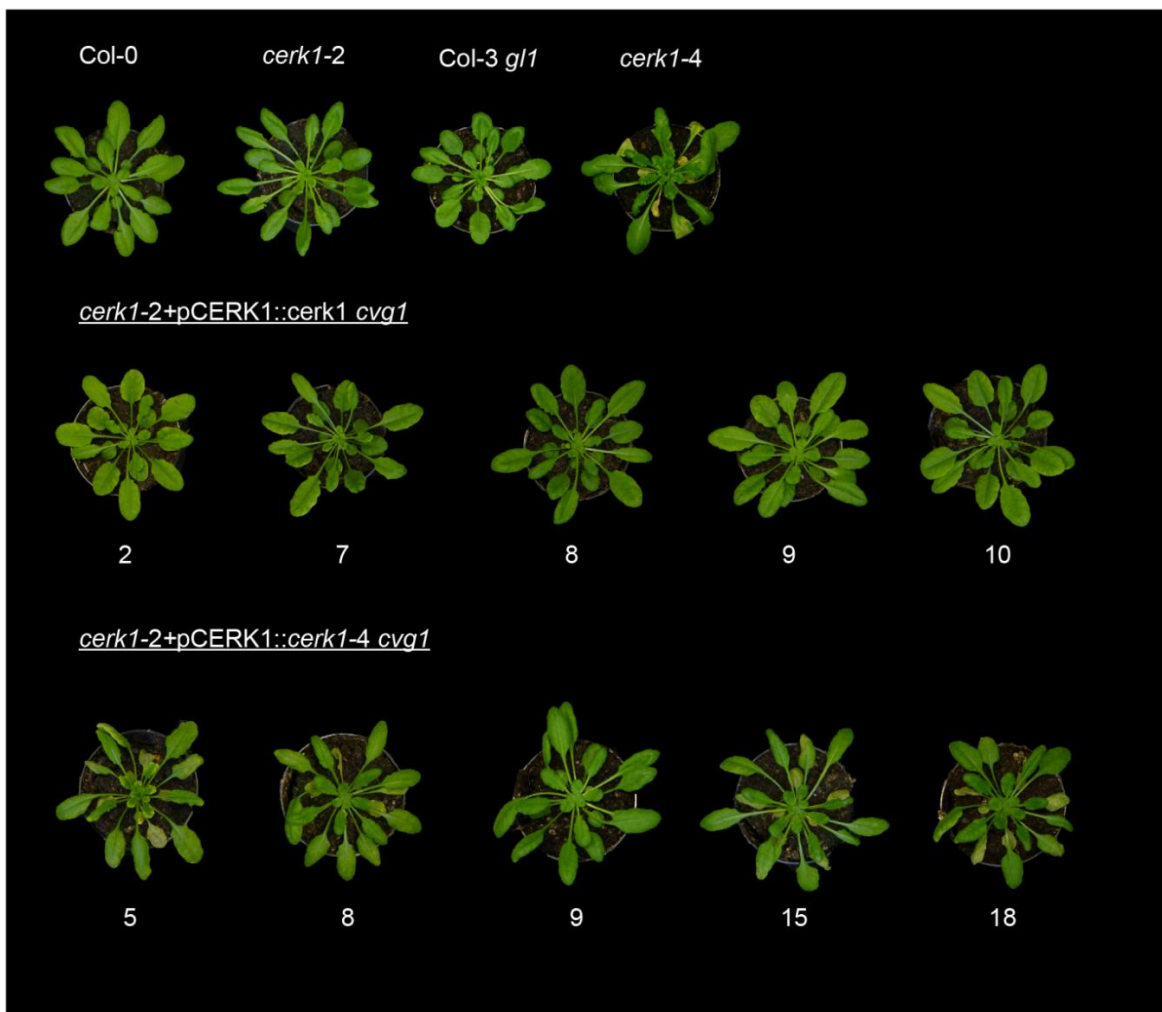 Col-0 cerk1-2 Col-3 gl1 cerk1-4
cerk1-2+pCERK1::cerk1 cvg1
2 7 8 9 10
cerk1-2+pCERK1::cerk1-4 cvg1
5 8 9 15 18